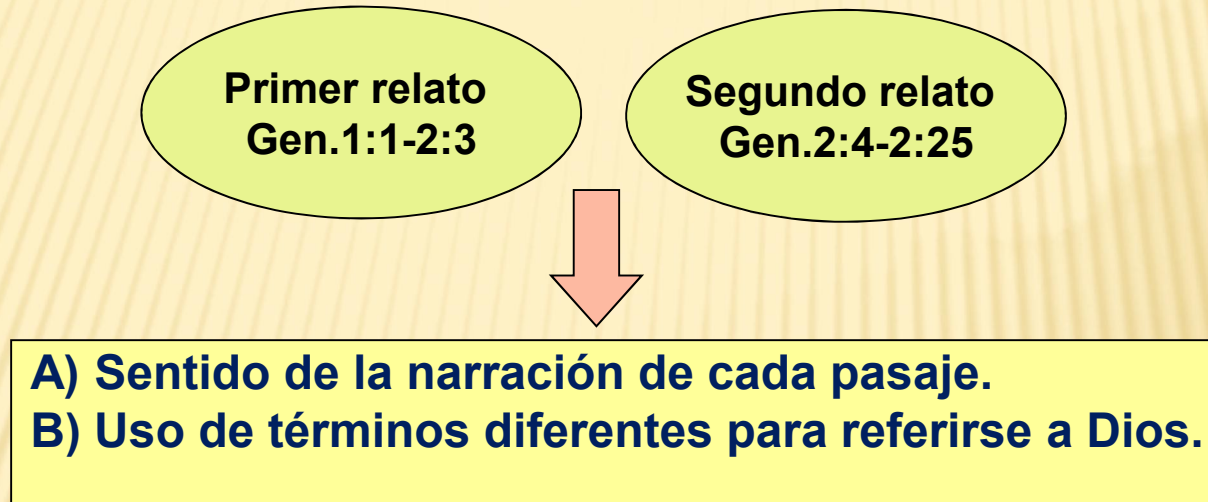 Primer relato
Gen.1:1-2:3
Segundo relato
Gen.2:4-2:25
A) Sentido de la narración de cada pasaje.
B) Uso de términos diferentes para referirse a Dios.